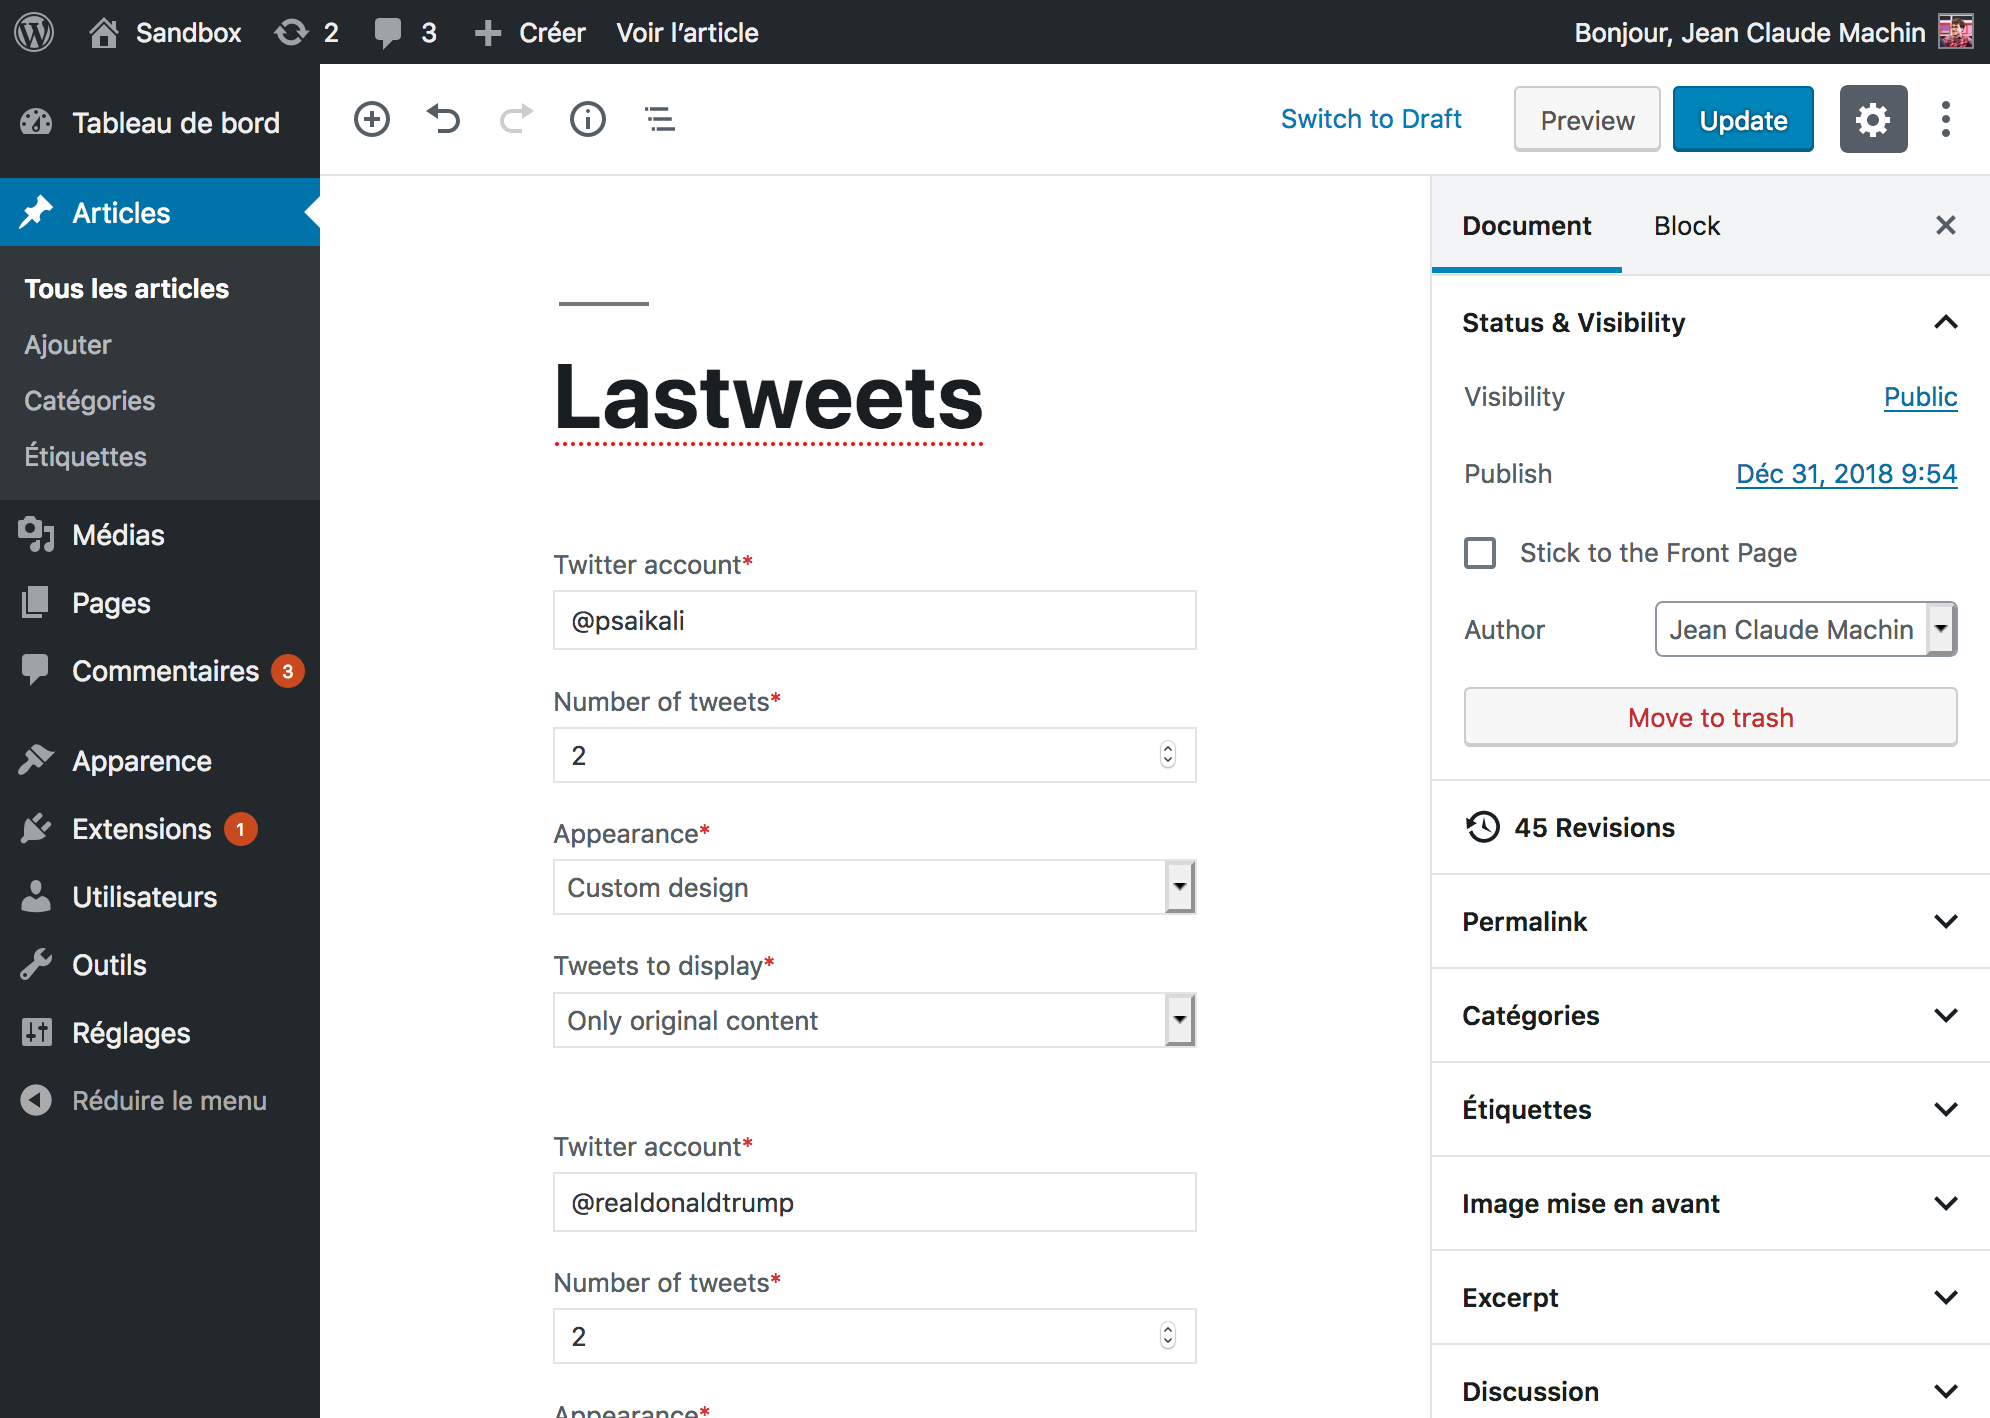 Sandbox 2 3 Créer Voir l’article Bonjour, Jean Claude Machin
Tableau de bord
Articles
Tous les articles
Ajouter
Catégories
Étiquettes
Médias
Pages
Commentaires 3
Apparence
Extensions 1
Utilisateurs
Outils
Réglages
Réduire le menu
Switch to Draft Preview Update
Lastweets
Twitter account*
@psaikali
Number of tweets*
2
Appearance*
Custom design
Tweets to display*
Only original content
Twitter account*
@realdonaldtrump
Number of tweets*
2
Appearance*
Document Block
Status & Visibility
Visibility Public
Publish Déc 31, 2018 9:54
Stick to the Front Page
Author Jean Claude Machin
Move to trash
45 Revisions
Permalink
Catégories
Étiquettes
Image mise en avant
Excerpt
Discussion